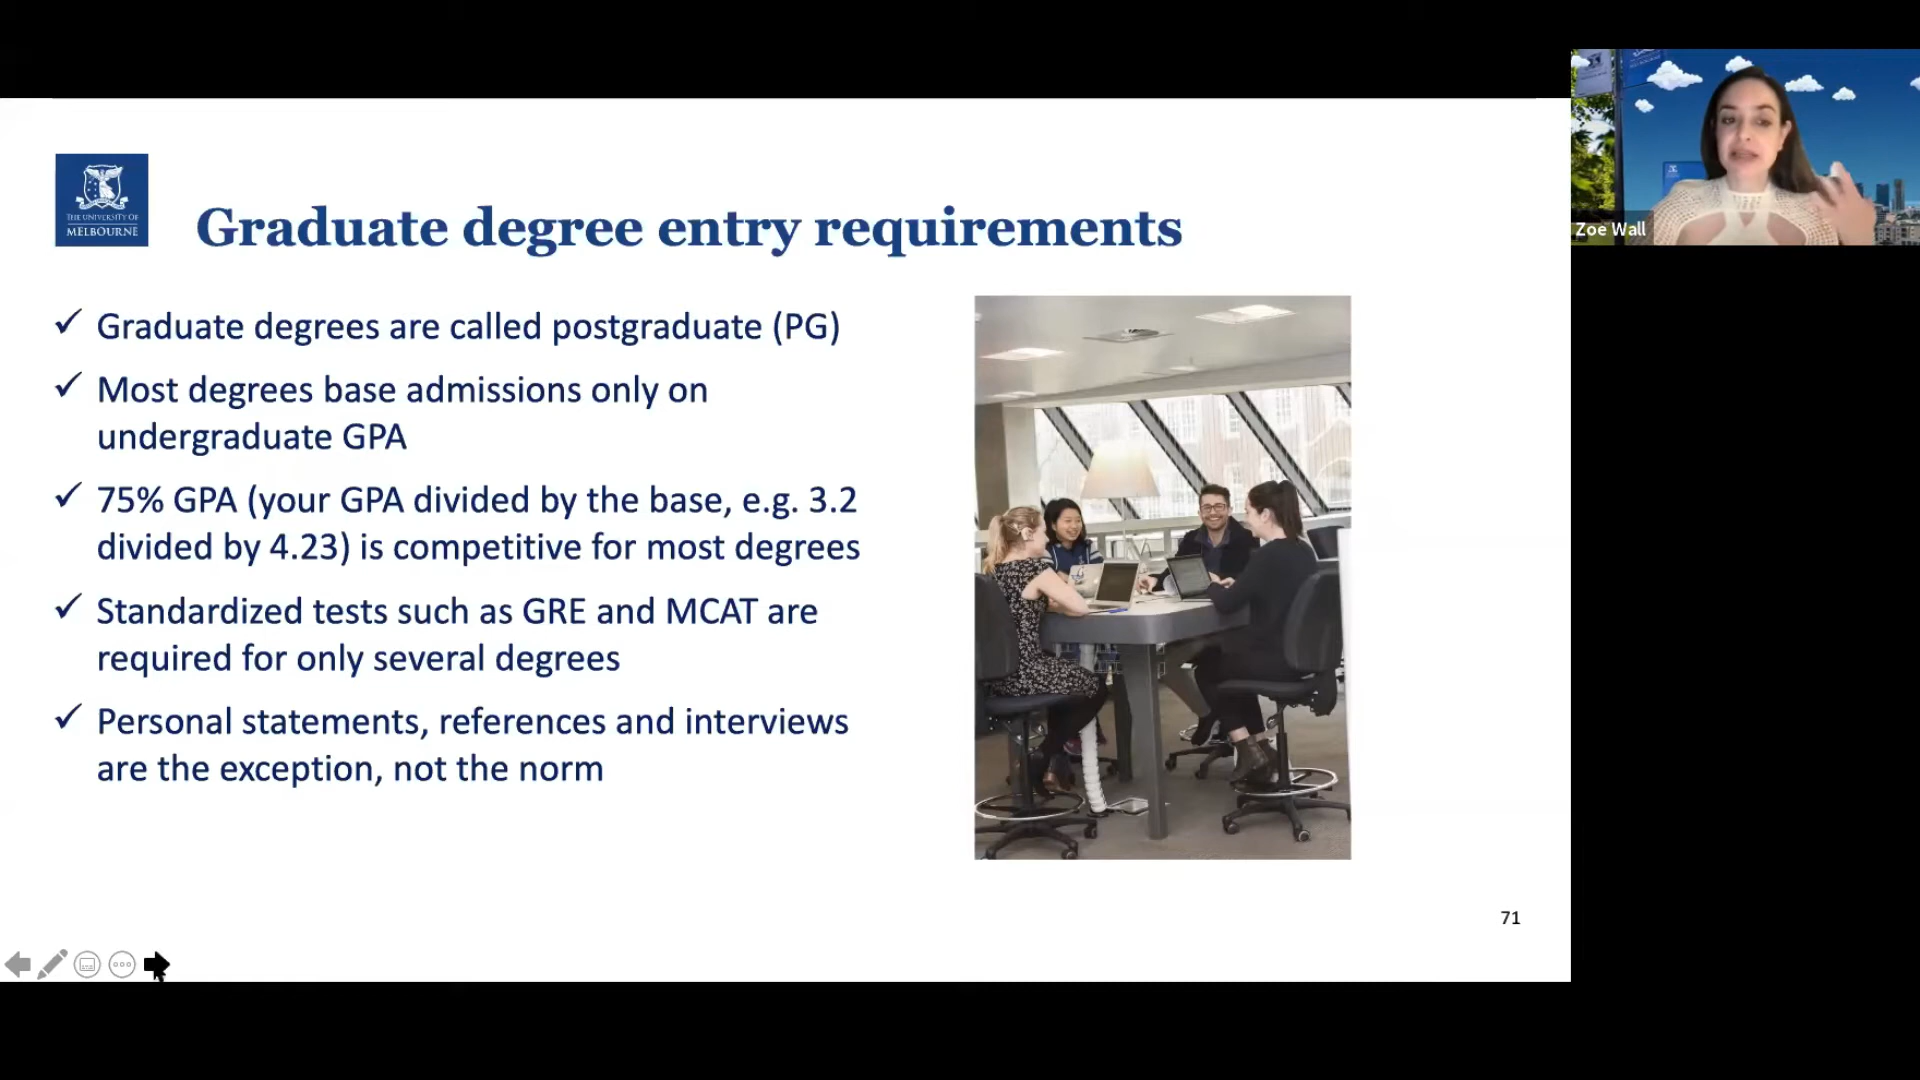 THE UNIVERSITY OF
MELBOURNE
Graduate degree entry requirements
✓ Graduate degrees are called postgraduate (PG)
✓ Most degrees base admissions only on
undergraduate GPA
✓ 75% GPA (your GPA divided by the base, e.g. 3.2
divided by 4.23) is competitive for most degrees
✓ Standardized tests such as GRE and MCAT are
required for only several degrees
✓ Personal statements, references and interviews
are the exception, not the norm
71
Zoe Wall